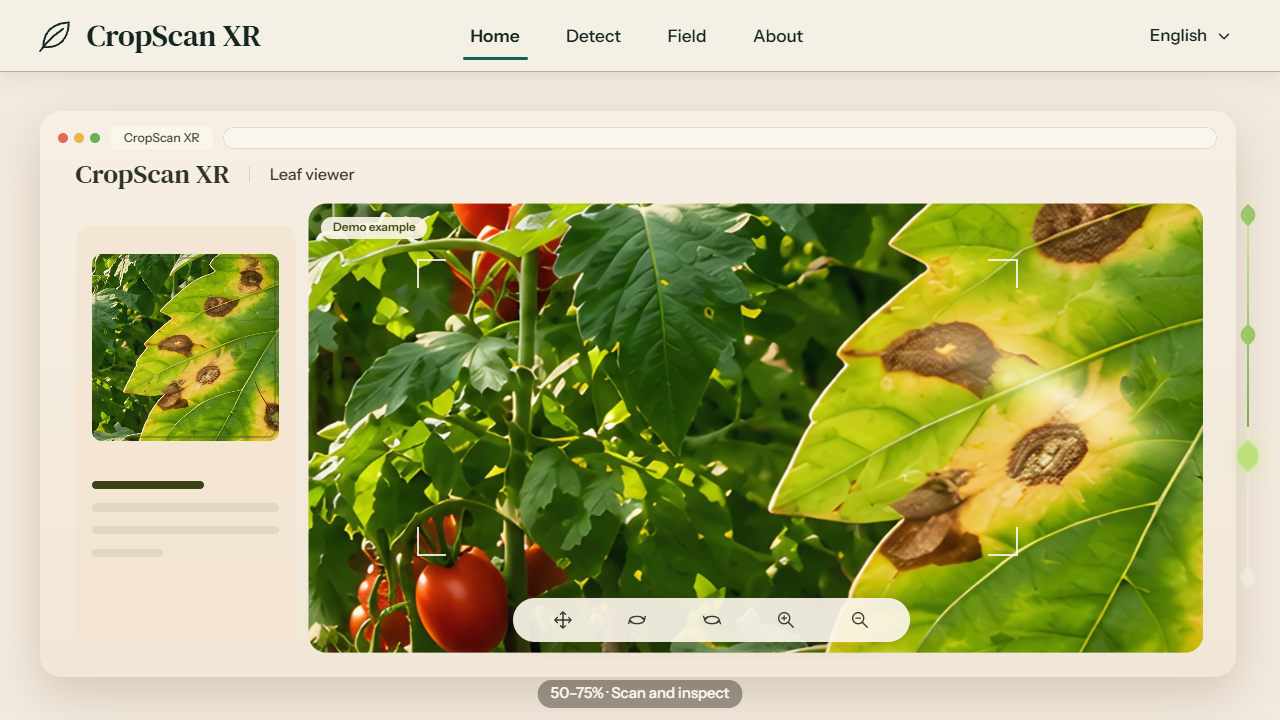 CropScan XR
Home
Detect
Field
About
English
CropScan XR
CropScan XR
Leaf viewer
Demo example
50–75% · Scan and inspect